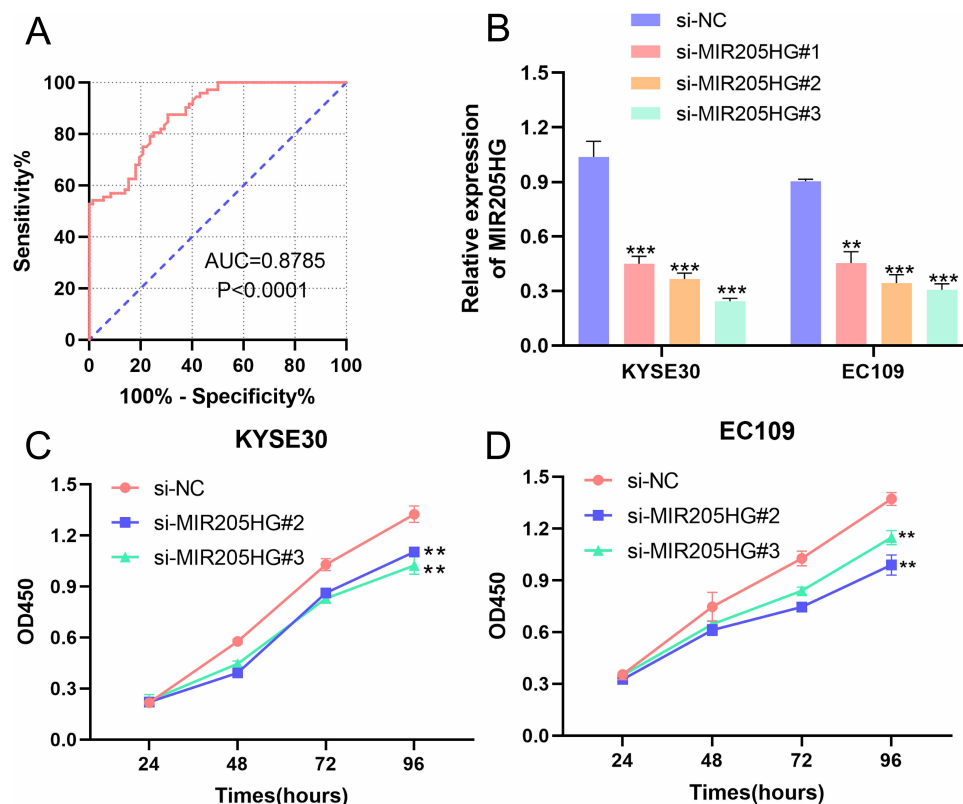 A
Sensitivity%
100
80
60
40
20
0
AUC=0.8785
P<0.0001
0 20 40 60 80 100
100% - Specificity%
B
si-NC
si-MIR205HG#1
si-MIR205HG#2
si-MIR205HG#3
Relative expression
of MIR205HG
1.5
1.2
0.9
0.6
0.3
0.0
*** *** ***
** *** ***
KYSE30 EC109
C
KYSE30
si-NC
si-MIR205HG#2
si-MIR205HG#3
OD450
1.5
1.2
0.9
0.6
0.3
0.0
**
**
24 48 72 96
Times(hours)
D
EC109
si-NC
si-MIR205HG#2
si-MIR205HG#3
OD450
1.5
1.2
0.9
0.6
0.3
0.0
**
**
24 48 72 96
Times(hours)